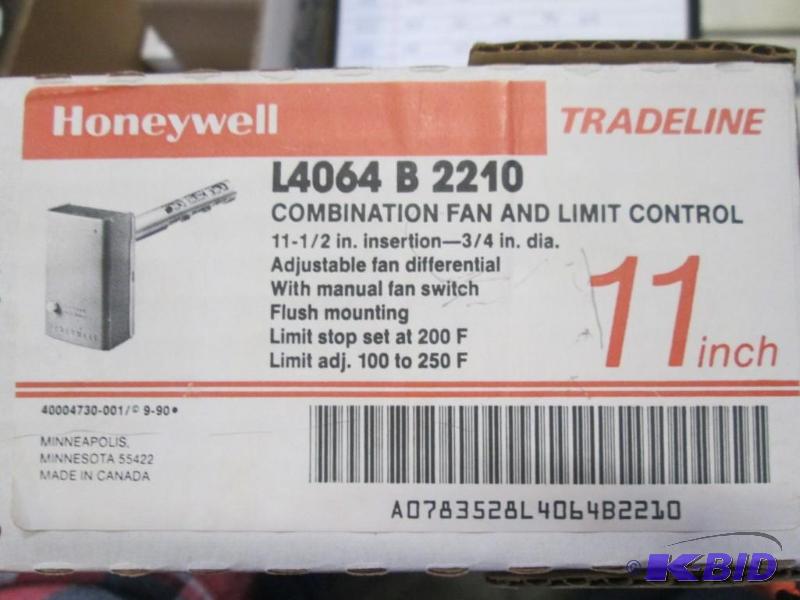 Honeywell
TRADELINE
L4064 B 2210
COMBINATION FAN AND LIMIT CONTROL
11-1/2 in. insertion—3/4 in. dia.
Adjustable fan differential
With manual fan switch
Flush mounting
Limit stop set at 200 F
Limit adj. 100 to 250 F
11 inch
40004730-001/© 9-90•
MINNEAPOLIS,
MINNESOTA 55422
MADE IN CANADA
A0783528L4064B2210
K-BID